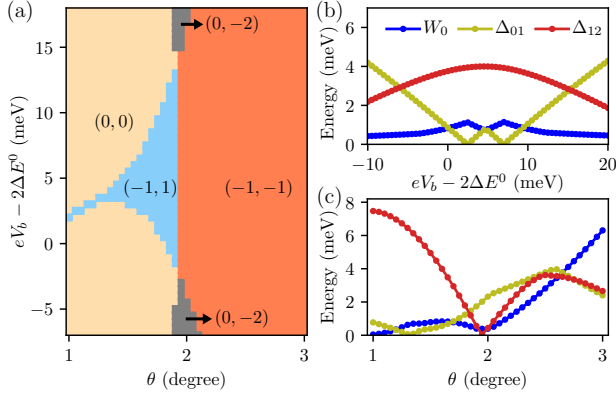 (a)
(0, −2)
(0, 0)
(−1, 1)
(−1, −1)
(0, −2)
15
10
5
0
−5
eV_b − 2ΔE^0 (meV)
1
2
3
θ (degree)
(b)
W_0
Δ_01
Δ_12
Energy (meV)
6
4
2
0
−10
0
10
20
eV_b − 2ΔE^0 (meV)
(c)
Energy (meV)
8
6
4
2
0
1
2
3
θ (degree)